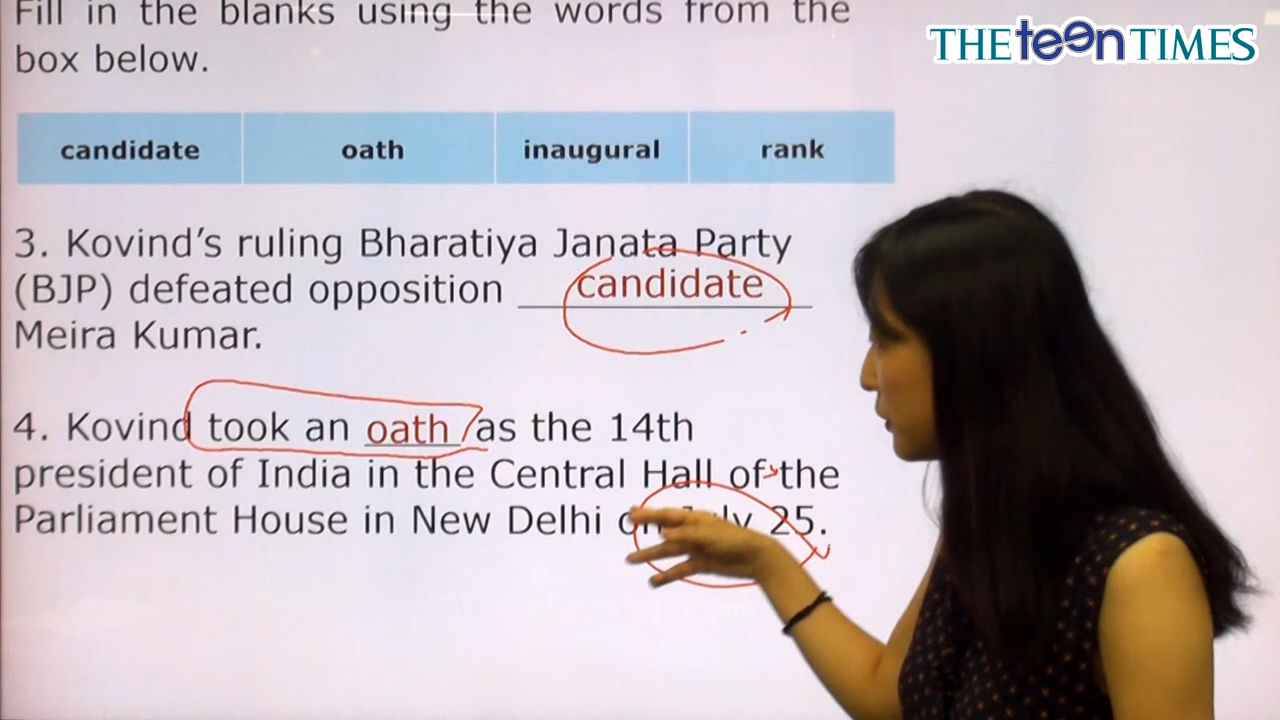 Fill in the blanks using the words from the
box below.
THE teen TIMES
candidate oath inaugural rank
3. Kovind's ruling Bharatiya Janata Party
(BJP) defeated opposition candidate
Meira Kumar.
4. Kovind took an oath as the 14th
president of India in the Central Hall of the
Parliament House in New Delhi on July 25.